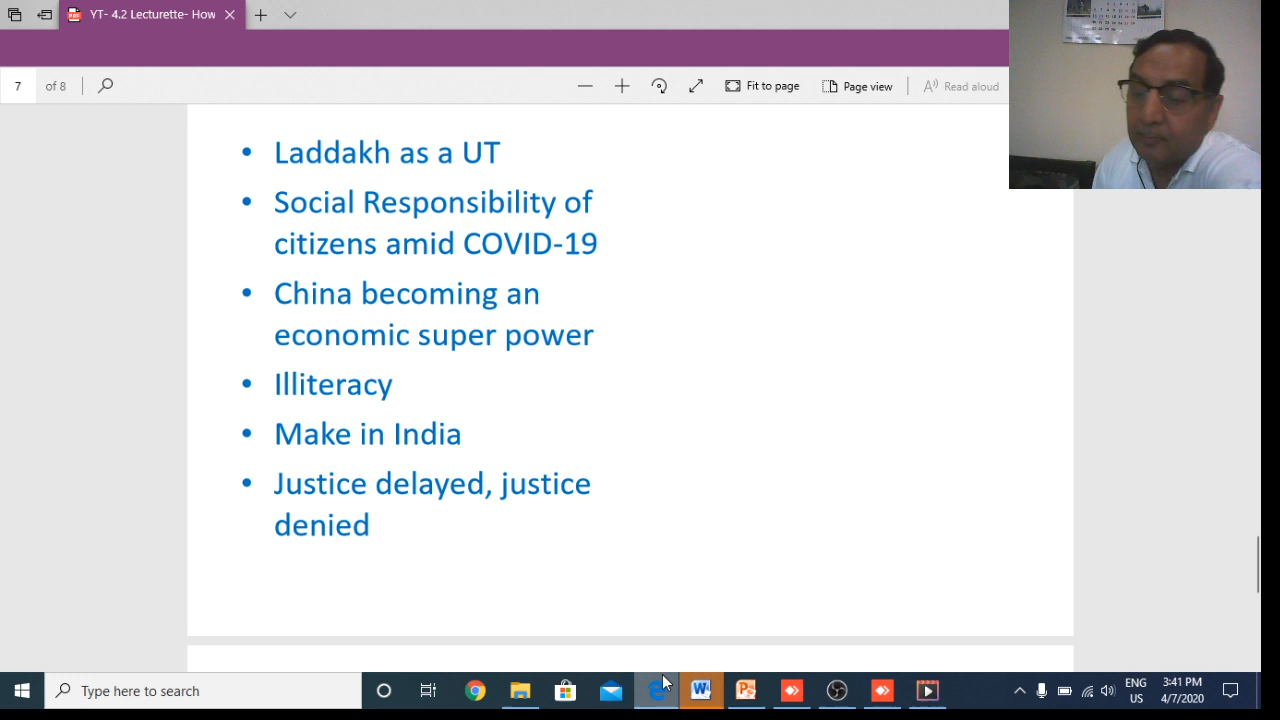 YT- 4.2 Lecturette- How
7 of 8
Fit to page
Page view
Read aloud
• Laddakh as a UT
• Social Responsibility of
citizens amid COVID-19
• China becoming an
economic super power
• Illiteracy
• Make in India
• Justice delayed, justice
denied
Type here to search
ENG
US
3:41 PM
4/7/2020